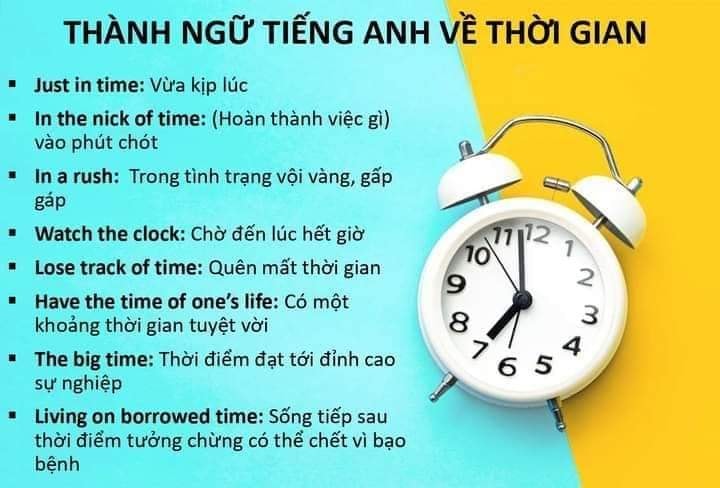 THÀNH NGỮ TIẾNG ANH VỀ THỜI GIAN
▪ Just in time: Vừa kịp lúc
▪ In the nick of time: (Hoàn thành việc gì)
vào phút chót
▪ In a rush: Trong tình trạng vội vàng, gấp
gáp
▪ Watch the clock: Chờ đến lúc hết giờ
▪ Lose track of time: Quên mất thời gian
▪ Have the time of one's life: Có một
khoảng thời gian tuyệt vời
▪ The big time: Thời điểm đạt tới đỉnh cao
sự nghiệp
▪ Living on borrowed time: Sống tiếp sau
thời điểm tưởng chừng có thể chết vì bạo
bệnh
12
1
2
3
4
5
6
7
8
9
10
11